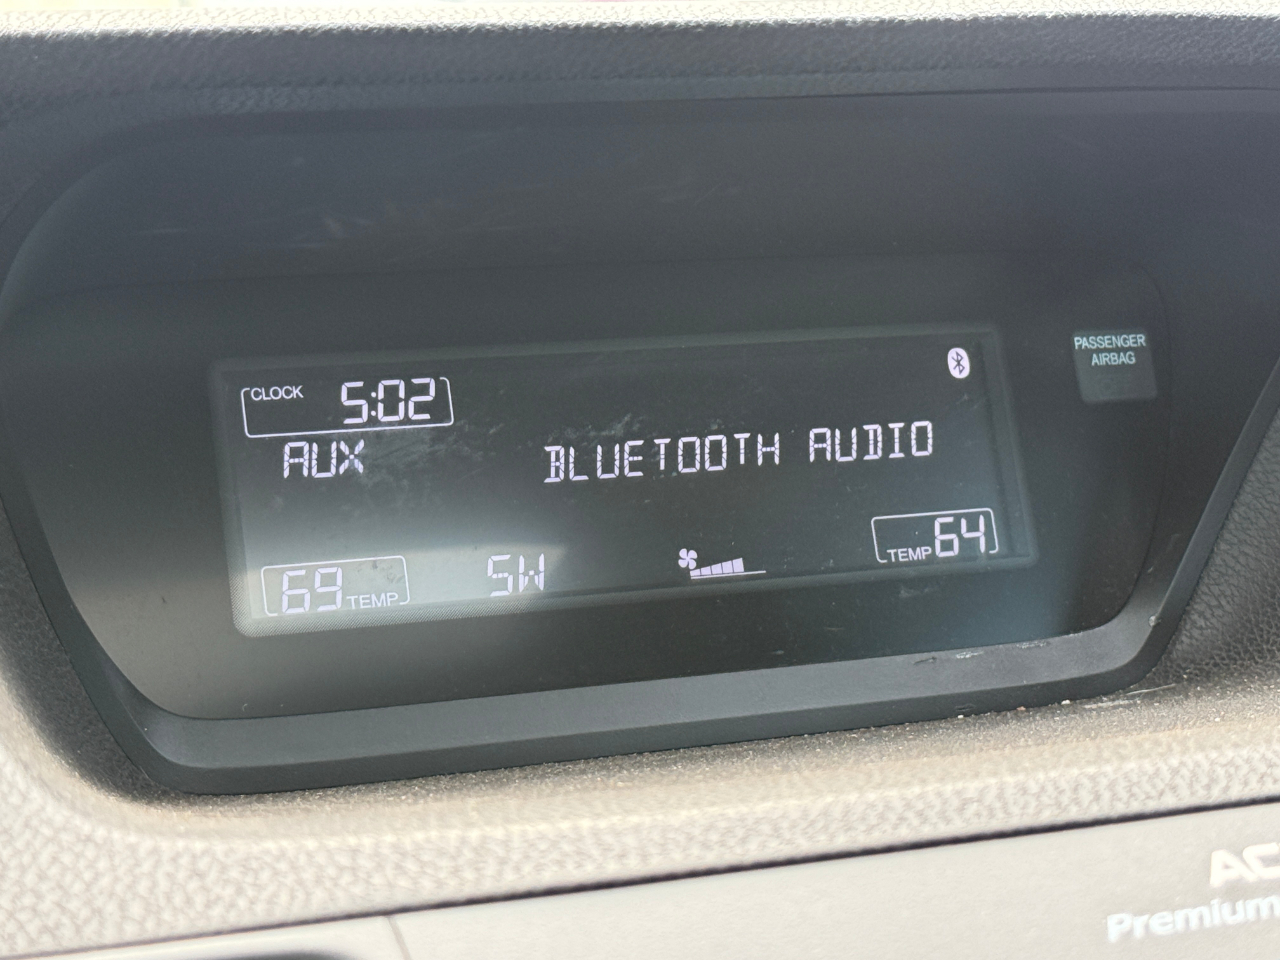 PASSENGER
AIRBAG
CLOCK 5:02
AUX
BLUETOOTH AUDIO
69 TEMP
SW
TEMP 64
Premium